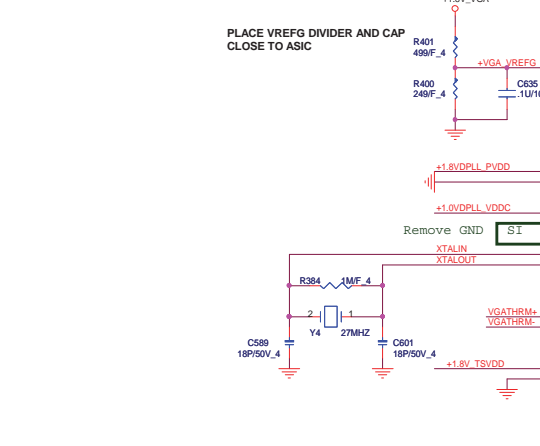 PLACE VREFG DIVIDER AND CAP
CLOSE TO ASIC
R401
499/F_4
+VGA_VREFG
R400
249/F_4
C635
+1.8VDPLL_PVDD
+1.0VDPLL_VDDC
Remove GND
SI
XTALIN
XTALOUT
R384
1M/F_4
2
1
Y4
27MHZ
VGATHRM+
VGATHRM-
C589
18P/50V_4
C601
18P/50V_4
+1.8V_TSVDD